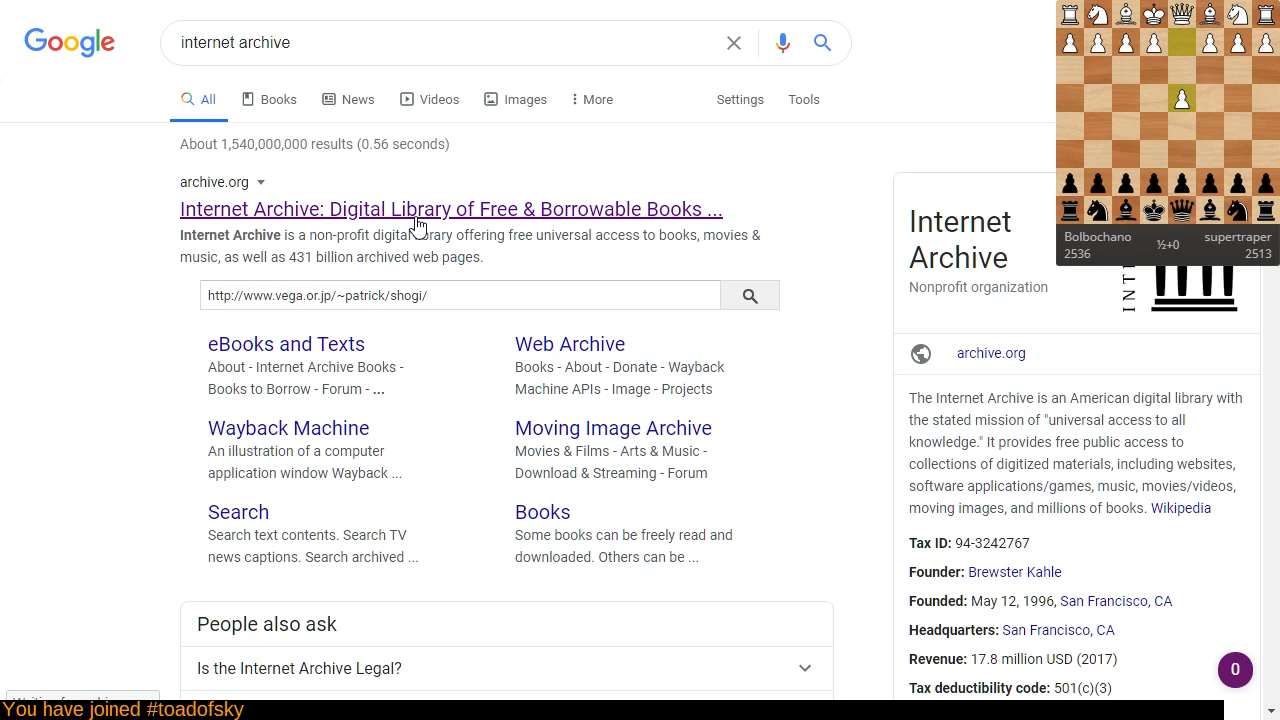 Google
internet archive
All
Books
News
Videos
Images
More
Settings
Tools
About 1,540,000,000 results (0.56 seconds)
archive.org
Internet Archive: Digital Library of Free & Borrowable Books ...
Internet Archive is a non-profit digital library offering free universal access to books, movies &
music, as well as 431 billion archived web pages.
http://www.vega.or.jp/~patrick/shogi/
eBooks and Texts
About - Internet Archive Books -
Books to Borrow - Forum - ...
Web Archive
Books - About - Donate - Wayback
Machine APIs - Image - Projects
Wayback Machine
An illustration of a computer
application window Wayback ...
Moving Image Archive
Movies & Films - Arts & Music -
Download & Streaming - Forum
Search
Search text contents. Search TV
news captions. Search archived ...
Books
Some books can be freely read and
downloaded. Others can be ...
People also ask
Is the Internet Archive Legal?
Bolbochano
2536
½+0
supertraper
2513
Internet
Archive
Nonprofit organization
INT
archive.org
The Internet Archive is an American digital library with
the stated mission of "universal access to all
knowledge." It provides free public access to
collections of digitized materials, including websites,
software applications/games, music, movies/videos,
moving images, and millions of books. Wikipedia
Tax ID: 94-3242767
Founder: Brewster Kahle
Founded: May 12, 1996, San Francisco, CA
Headquarters: San Francisco, CA
Revenue: 17.8 million USD (2017)
Tax deductibility code: 501(c)(3)
0
You have joined #toadofsky